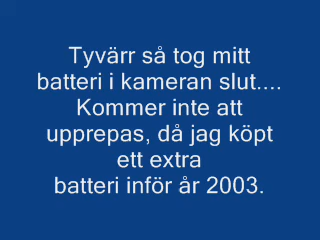 Tyvärr så tog mitt
batteri i kameran slut....
Kommer inte att
upprepas, då jag köpt
ett extra
batteri inför år 2003.